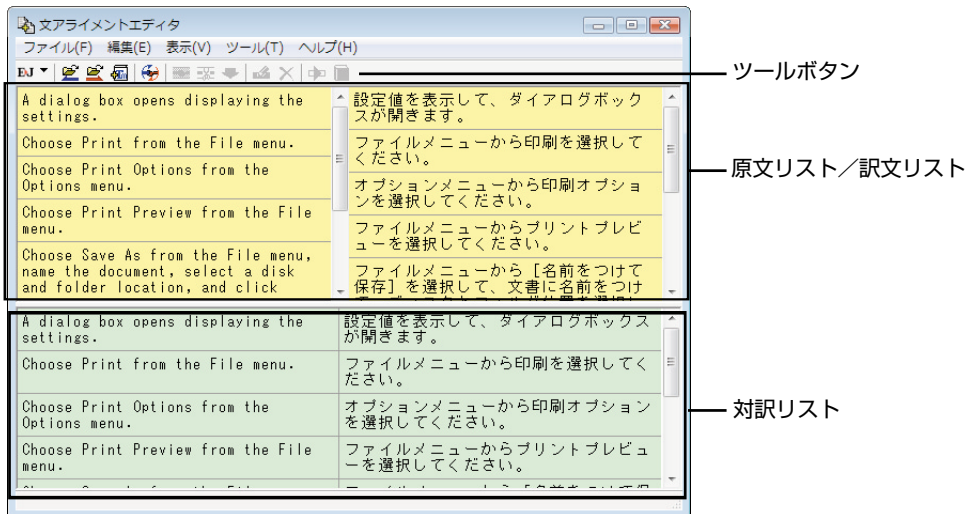 文アライメントエディタ
ファイル(F) 編集(E) 表示(V) ツール(T) ヘルプ(H)
EJ
ツールボタン
A dialog box opens displaying the
settings.
Choose Print from the File menu.
Choose Print Options from the
Options menu.
Choose Print Preview from the File
menu.
Choose Save As from the File menu,
name the document, select a disk
and folder location, and click
設定値を表示して、ダイアログボック
スが開きます。
ファイルメニューから印刷を選択して
ください。
オプションメニューから印刷オプショ
ンを選択してください。
ファイルメニューからプリントプレビ
ューを選択してください。
ファイルメニューから［名前をつけて
保存］を選択して、文書に名前をつけ
原文リスト／訳文リスト
A dialog box opens displaying the
settings.
設定値を表示して、ダイアログボックス
が開きます。
Choose Print from the File menu.
ファイルメニューから印刷を選択してく
ださい。
Choose Print Options from the
Options menu.
オプションメニューから印刷オプション
を選択してください。
Choose Print Preview from the File
menu.
ファイルメニューからプリントプレビュ
ーを選択してください。
対訳リスト